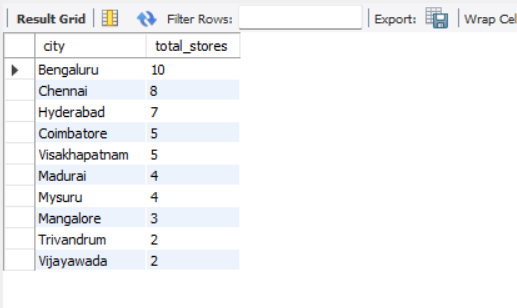 Result Grid Filter Rows: Export: Wrap Cel
city total_stores
Bengaluru 10
Chennai 8
Hyderabad 7
Coimbatore 5
Visakhapatnam 5
Madurai 4
Mysuru 4
Mangalore 3
Trivandrum 2
Vijayawada 2